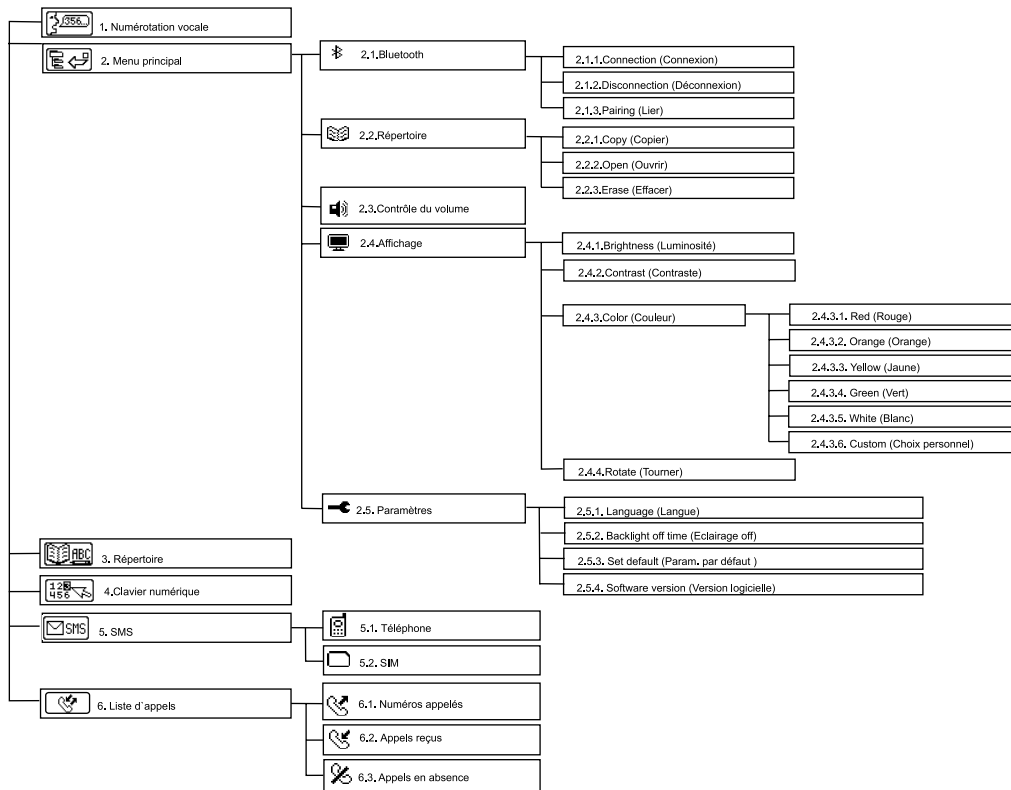 356...
1. Numérotation vocale
2. Menu principal
2.1.Bluetooth
2.1.1.Connection (Connexion)
2.1.2.Disconnection (Déconnexion)
2.1.3.Pairing (Lier)
2.2.Répertoire
2.2.1.Copy (Copier)
2.2.2.Open (Ouvrir)
2.2.3.Erase (Effacer)
2.3.Contrôle du volume
2.4.Affichage
2.4.1.Brightness (Luminosité)
2.4.2.Contrast (Contraste)
2.4.3.Color (Couleur)
2.4.3.1. Red (Rouge)
2.4.3.2. Orange (Orange)
2.4.3.3. Yellow (Jaune)
2.4.3.4. Green (Vert)
2.4.3.5. White (Blanc)
2.4.3.6. Custom (Choix personnel)
2.4.4.Rotate (Tourner)
2.5. Paramètres
2.5.1. Language (Langue)
2.5.2. Backlight off time (Eclairage off)
2.5.3. Set default (Param. par défaut )
2.5.4. Software version (Version logicielle)
ABC
3. Répertoire
123
456
4.Clavier numérique
SMS
5. SMS
5.1. Téléphone
5.2. SIM
6. Liste d`appels
6.1. Numéros appelés
6.2. Appels reçus
6.3. Appels en absence